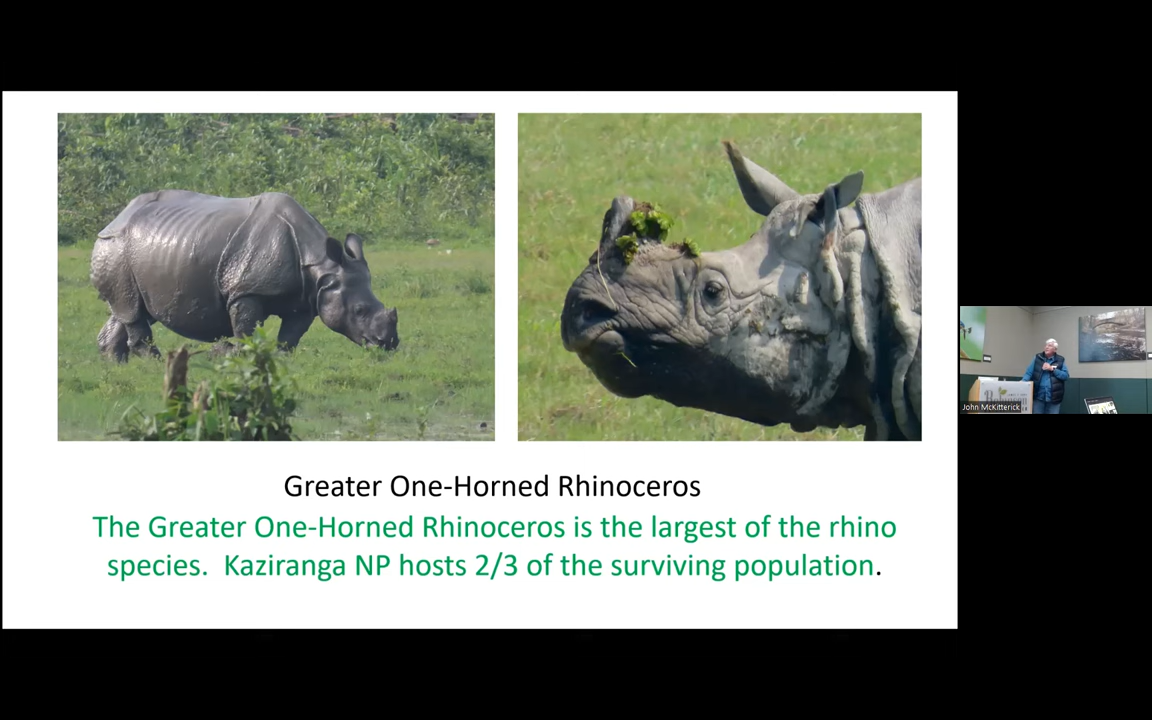 Greater One-Horned Rhinoceros
The Greater One-Horned Rhinoceros is the largest of the rhino
species.  Kaziranga NP hosts 2/3 of the surviving population.
John McKitterick